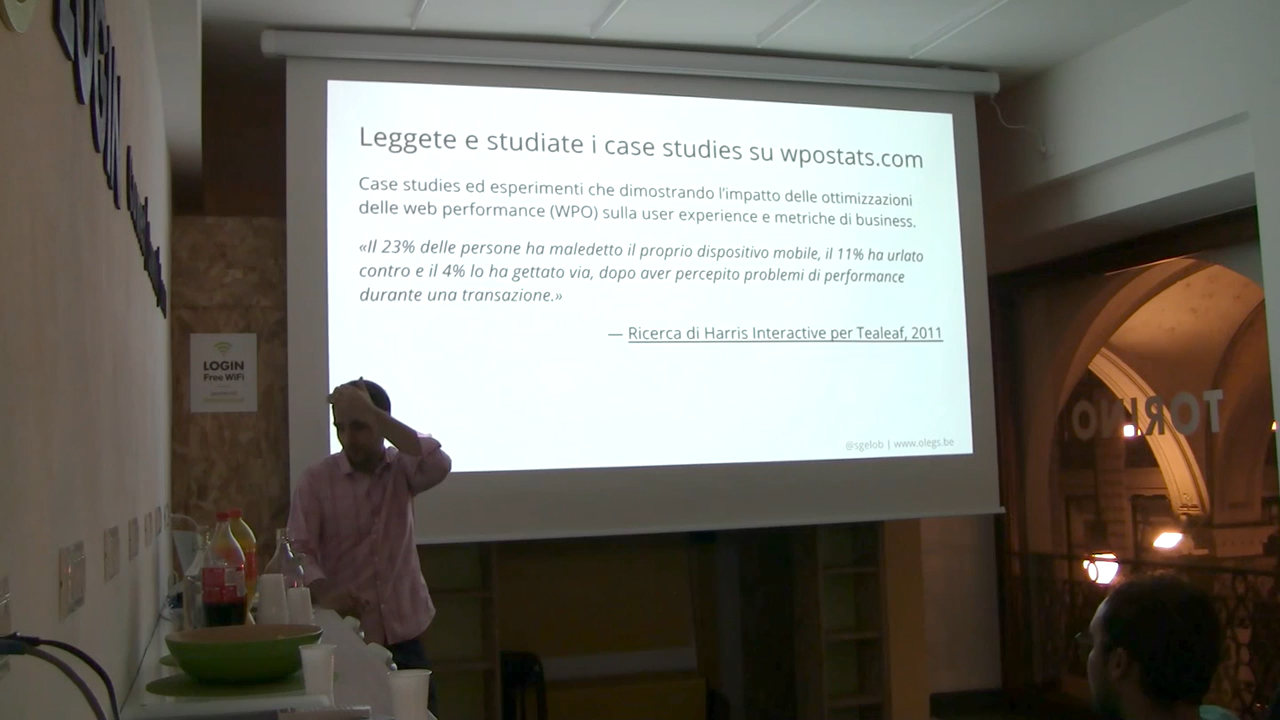 LOGIN
Leggete e studiate i case studies su wpostats.com
Case studies ed esperimenti che dimostrando l'impatto delle ottimizzazioni
delle web performance (WPO) sulla user experience e metriche di business.
«Il 23% delle persone ha maledetto il proprio dispositivo mobile, il 11% ha urlato
contro e il 4% lo ha gettato via, dopo aver percepito problemi di performance
durante una transazione.»
— Ricerca di Harris Interactive per Tealeaf, 2011
@sgelob | www.olegs.be
LOGIN
Free WiFi
TORINO